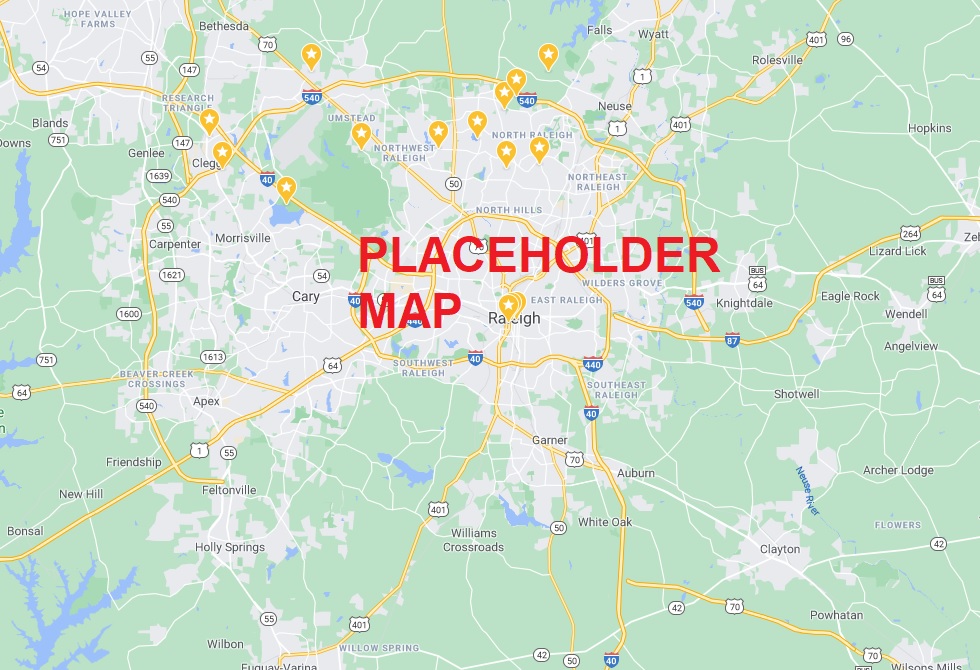 HOPE VALLEY
FARMS
Bethesda
70
Falls
Wyatt
401
96
Rolesville
54
55
147
1
540
540
RESEARCH
TRIANGLE
UMSTEAD
Neuse
Blands
751
147
NORTH RALEIGH
1
401
Hopkins
Downs
Genlee
Clegg
NORTHWEST
RALEIGH
1639
40
50
NORTHEAST
RALEIGH
540
55
NORTH HILLS
Carpenter
Morrisville
264
Zel
Lizard Lick
PLACEHOLDER
401
1621
54
BUS
64
WILDERS GROVE
BUS
64
Cary
40
MAP
440
EAST RALEIGH
540
Knightdale
Eagle Rock
1600
Raleigh
Wendell
87
Angelview
751
1613
64
SOUTHWEST
RALEIGH
40
440
BEAVER CREEK
CROSSINGS
64
SOUTHEAST
RALEIGH
Shotwell
540
Apex
40
Garner
1
55
70
Friendship
Auburn
Archer Lodge
Feltonville
New Hill
Neuse River
401
Bonsal
Williams
Crossroads
50
White Oak
FLOWERS
Holly Springs
Clayton
42
42
70
Powhatan
55
401
Wilbon
WILLOW SPRING
42
50
40
70
Fuquay-Varina
BUS
Wilsons Mills